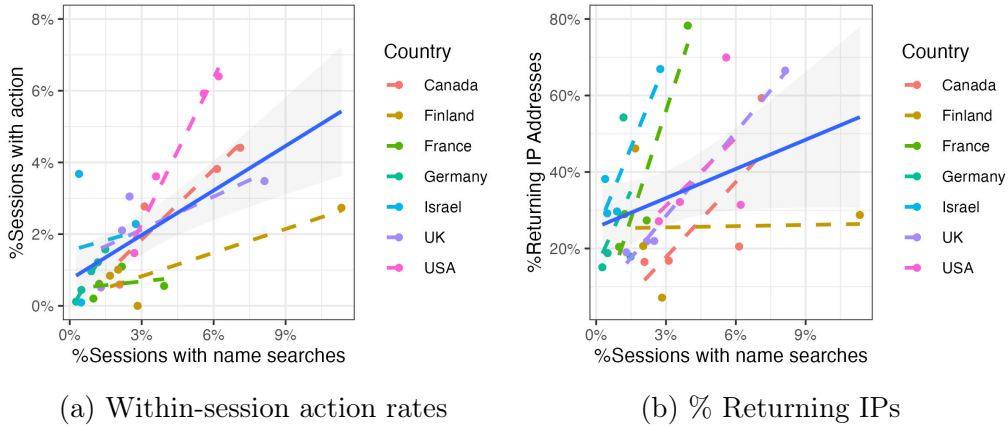 8%
6%
4%
2%
0%
%Sessions with action
0% 3% 6% 9%
%Sessions with name searches
Country
Canada
Finland
France
Germany
Israel
UK
USA
(a) Within-session action rates
80%
60%
40%
20%
%Returning IP Addresses
0% 3% 6% 9%
%Sessions with name searches
Country
Canada
Finland
France
Germany
Israel
UK
USA
(b) % Returning IPs